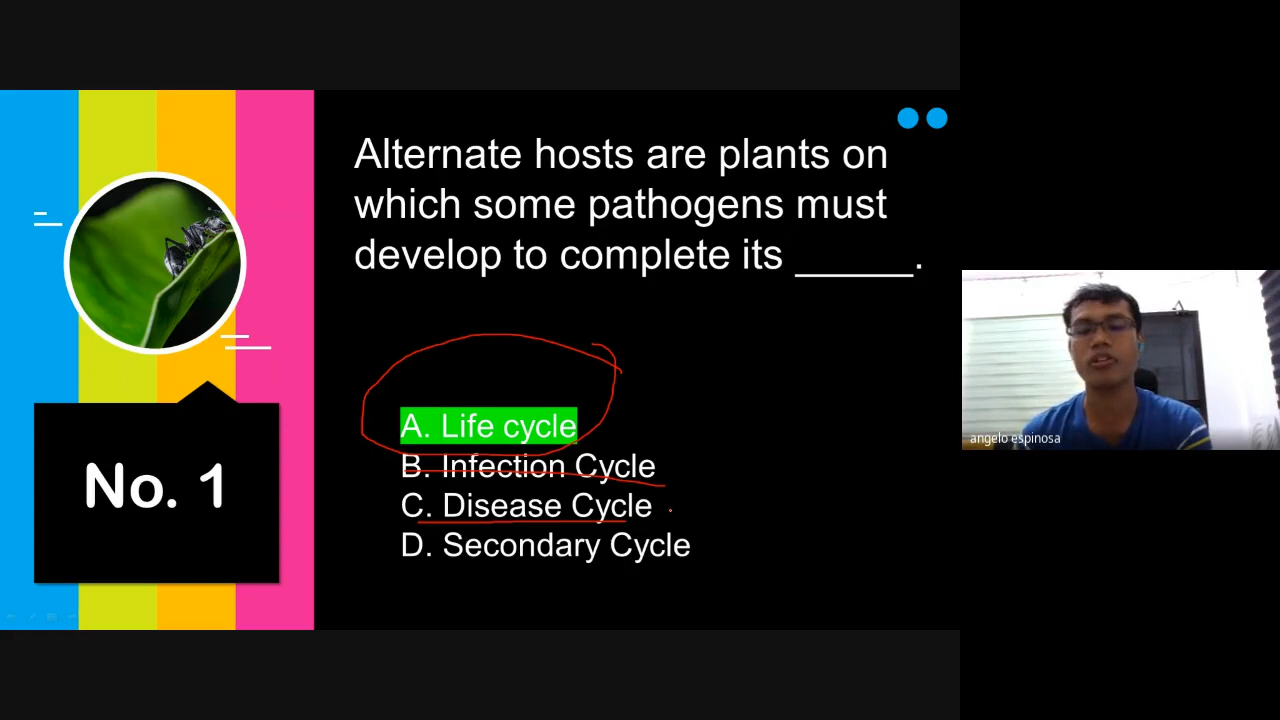 Alternate hosts are plants on
which some pathogens must
develop to complete its _____.
A. Life cycle
B. Infection Cycle
C. Disease Cycle
D. Secondary Cycle
No. 1
angelo espinosa